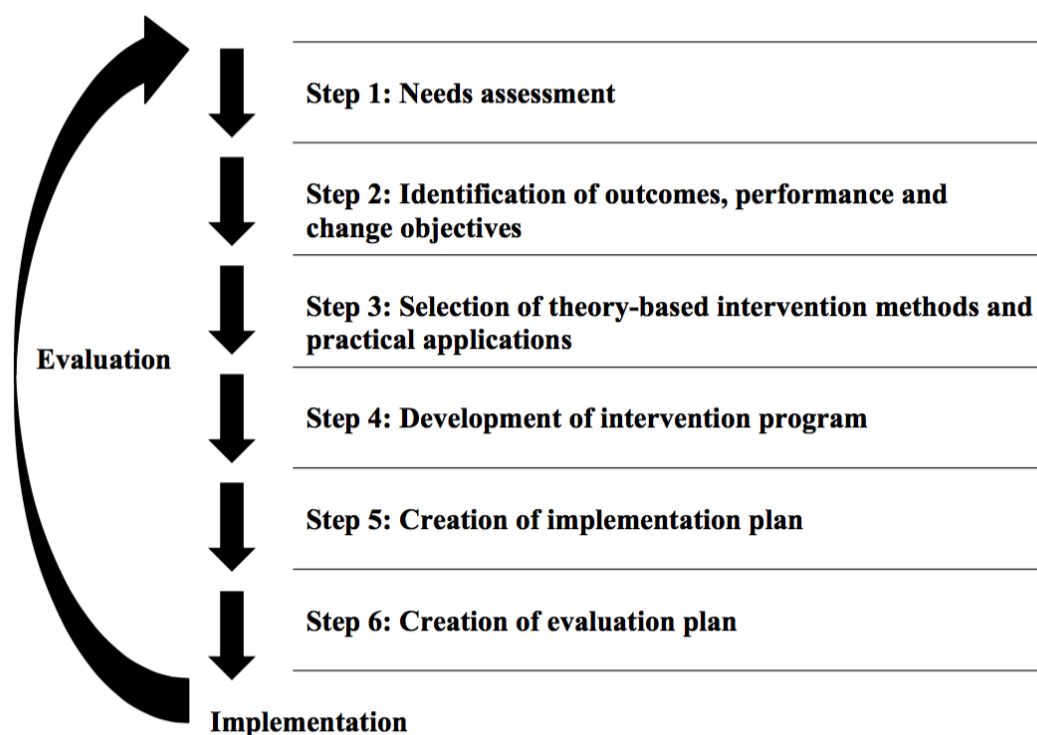 Step 1: Needs assessment
Step 2: Identification of outcomes, performance and
change objectives
Step 3: Selection of theory-based intervention methods and
practical applications
Evaluation
Step 4: Development of intervention program
Step 5: Creation of implementation plan
Step 6: Creation of evaluation plan
Implementation